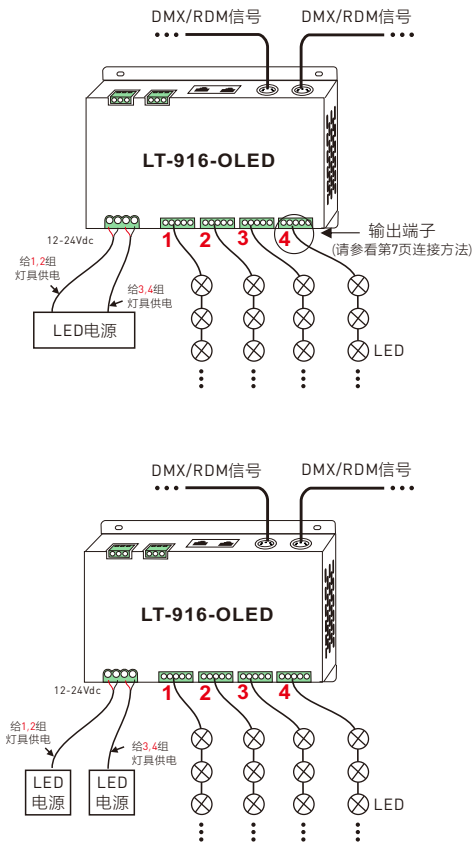 DMX/RDM信号 DMX/RDM信号
LT-916-OLED
12-24Vdc
1 2 3 4
输出端子
(请参看第7页连接方法)
给1,2组
灯具供电
给3,4组
灯具供电
LED电源
LED
DMX/RDM信号 DMX/RDM信号
LT-916-OLED
12-24Vdc
1 2 3 4
给1,2组
灯具供电
给3,4组
灯具供电
LED
电源
LED
电源
LED